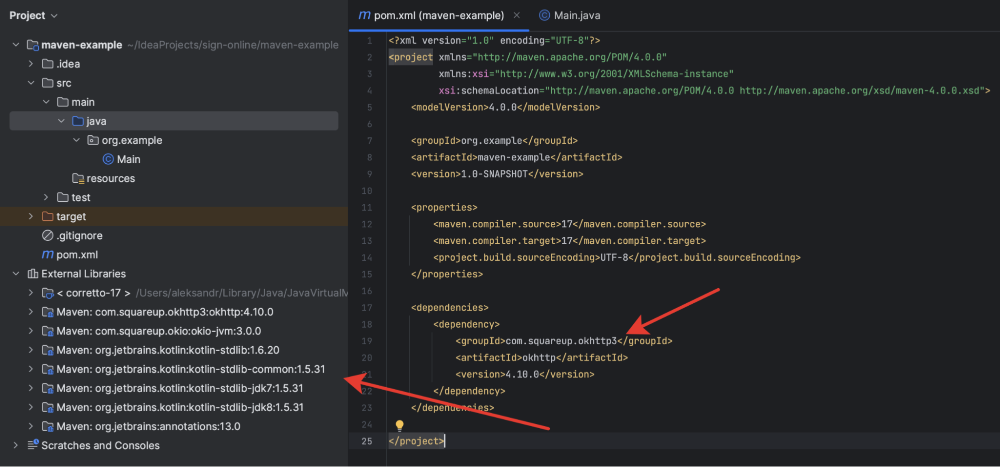 Project
maven-example ~/IdeaProjects/sign-online/maven-example
.idea
src
main
java
org.example
Main
resources
test
target
.gitignore
pom.xml
External Libraries
< corretto-17 > /Users/aleksandr/Library/Java/JavaVirtualM
Maven: com.squareup.okhttp3:okhttp:4.10.0
Maven: com.squareup.okio:okio-jvm:3.0.0
Maven: org.jetbrains.kotlin:kotlin-stdlib:1.6.20
Maven: org.jetbrains.kotlin:kotlin-stdlib-common:1.5.31
Maven: org.jetbrains.kotlin:kotlin-stdlib-jdk7:1.5.31
Maven: org.jetbrains.kotlin:kotlin-stdlib-jdk8:1.5.31
Maven: org.jetbrains:annotations:13.0
Scratches and Consoles
pom.xml (maven-example) Main.java
1 <?xml version="1.0" encoding="UTF-8"?>
2 <project xmlns="http://maven.apache.org/POM/4.0.0"
3 xmlns:xsi="http://www.w3.org/2001/XMLSchema-instance"
4 xsi:schemaLocation="http://maven.apache.org/POM/4.0.0 http://maven.apache.org/xsd/maven-4.0.0.xsd">
5 <modelVersion>4.0.0</modelVersion>
6
7 <groupId>org.example</groupId>
8 <artifactId>maven-example</artifactId>
9 <version>1.0-SNAPSHOT</version>
10
11 <properties>
12 <maven.compiler.source>17</maven.compiler.source>
13 <maven.compiler.target>17</maven.compiler.target>
14 <project.build.sourceEncoding>UTF-8</project.build.sourceEncoding>
15 </properties>
16
17 <dependencies>
18 <dependency>
19 <groupId>com.squareup.okhttp3</groupId>
20 <artifactId>okhttp</artifactId>
21 <version>4.10.0</version>
22 </dependency>
23 </dependencies>
24
25 </project>